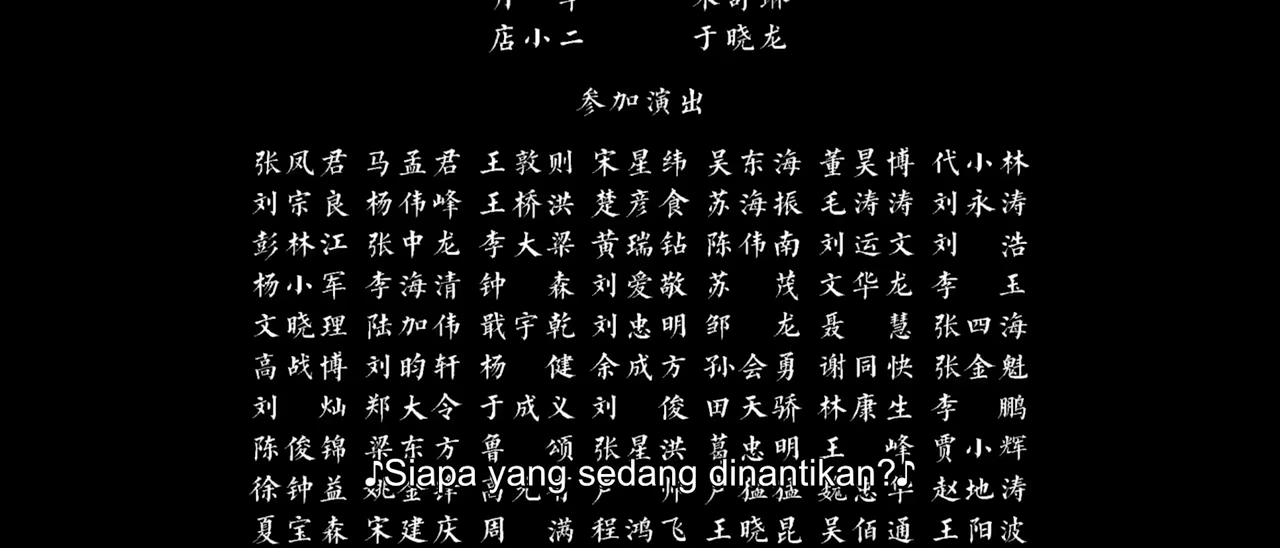 店小二 于晓龙
参加演出
张凤君 马孟君 王敦则 宋星纬 吴东海 董昊博 代小林
刘宗良 杨伟峰 王桥洪 楚彦食 苏海振 毛涛涛 刘永涛
彭林江 张中龙 李大梁 黄瑞钻 陈伟南 刘运文 刘 浩
杨小军 李海清 钟 森 刘爱敬 苏 茂 文华龙 李 玉
文晓理 陆加伟 戢宇乾 刘忠明 邹 龙 聂 慧 张四海
高战博 刘昀轩 杨 健 余成方 孙会勇 谢同快 张金魁
刘 灿 郑大令 于成义 刘 俊 田天骄 林康生 李 鹏
陈俊锦 梁东方 鲁 颂 张星洪 葛忠明 王 峰 贾小辉
♪Siapa yang sedang dinantikan?♪
徐钟益 赵地涛
夏宝森 宋建庆 周 满 程鸿飞 王晓昆 吴佰通 王阳波